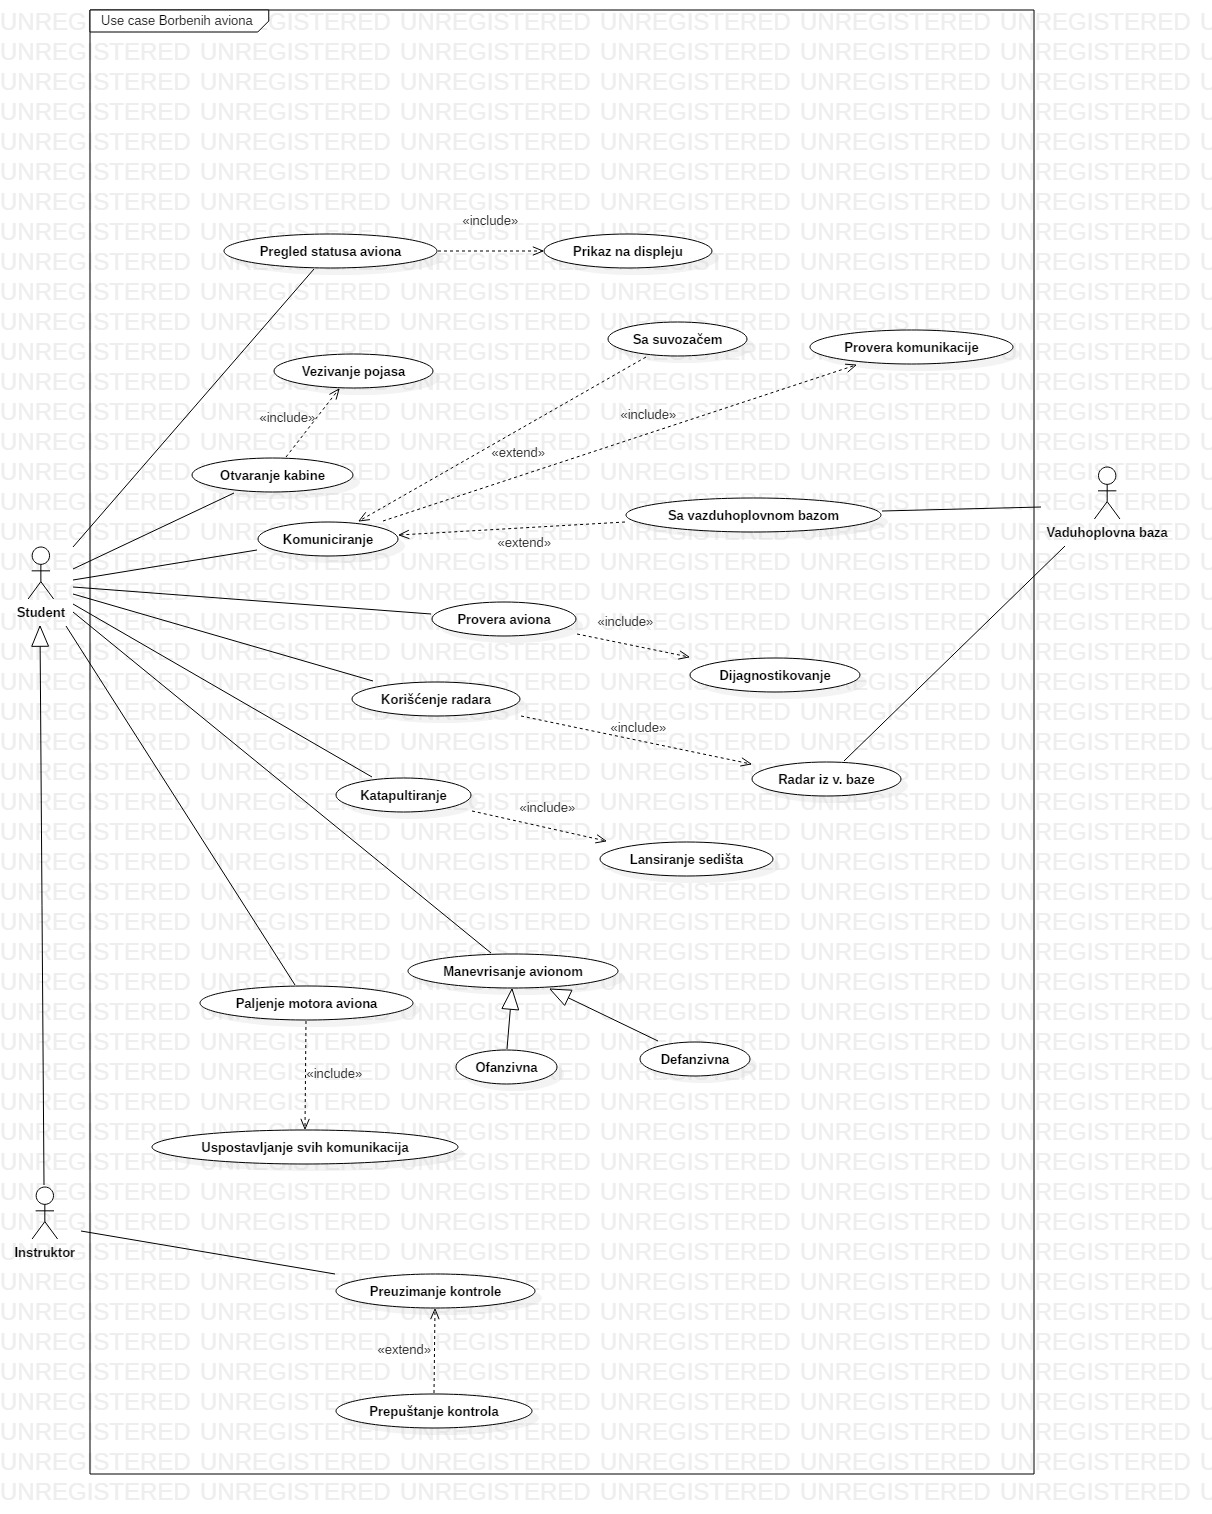 Use case Borbenih aviona
«include»
Pregled statusa aviona
Prikaz na displeju
Sa suvozačem
Provera komunikacije
Vezivanje pojasa
«include»
«include»
«extend»
Otvaranje kabine
Sa vazduhoplovnom bazom
Vaduhoplovna baza
Komuniciranje
«extend»
Student
Provera aviona
«include»
Dijagnostikovanje
Korišćenje radara
«include»
Radar iz v. baze
Katapultiranje
«include»
Lansiranje sedišta
Manevrisanje avionom
Paljenje motora aviona
Ofanzivna
Defanzivna
«include»
Uspostavljanje svih komunikacija
Instruktor
Preuzimanje kontrole
«extend»
Prepuštanje kontrola
UNREGISTERED